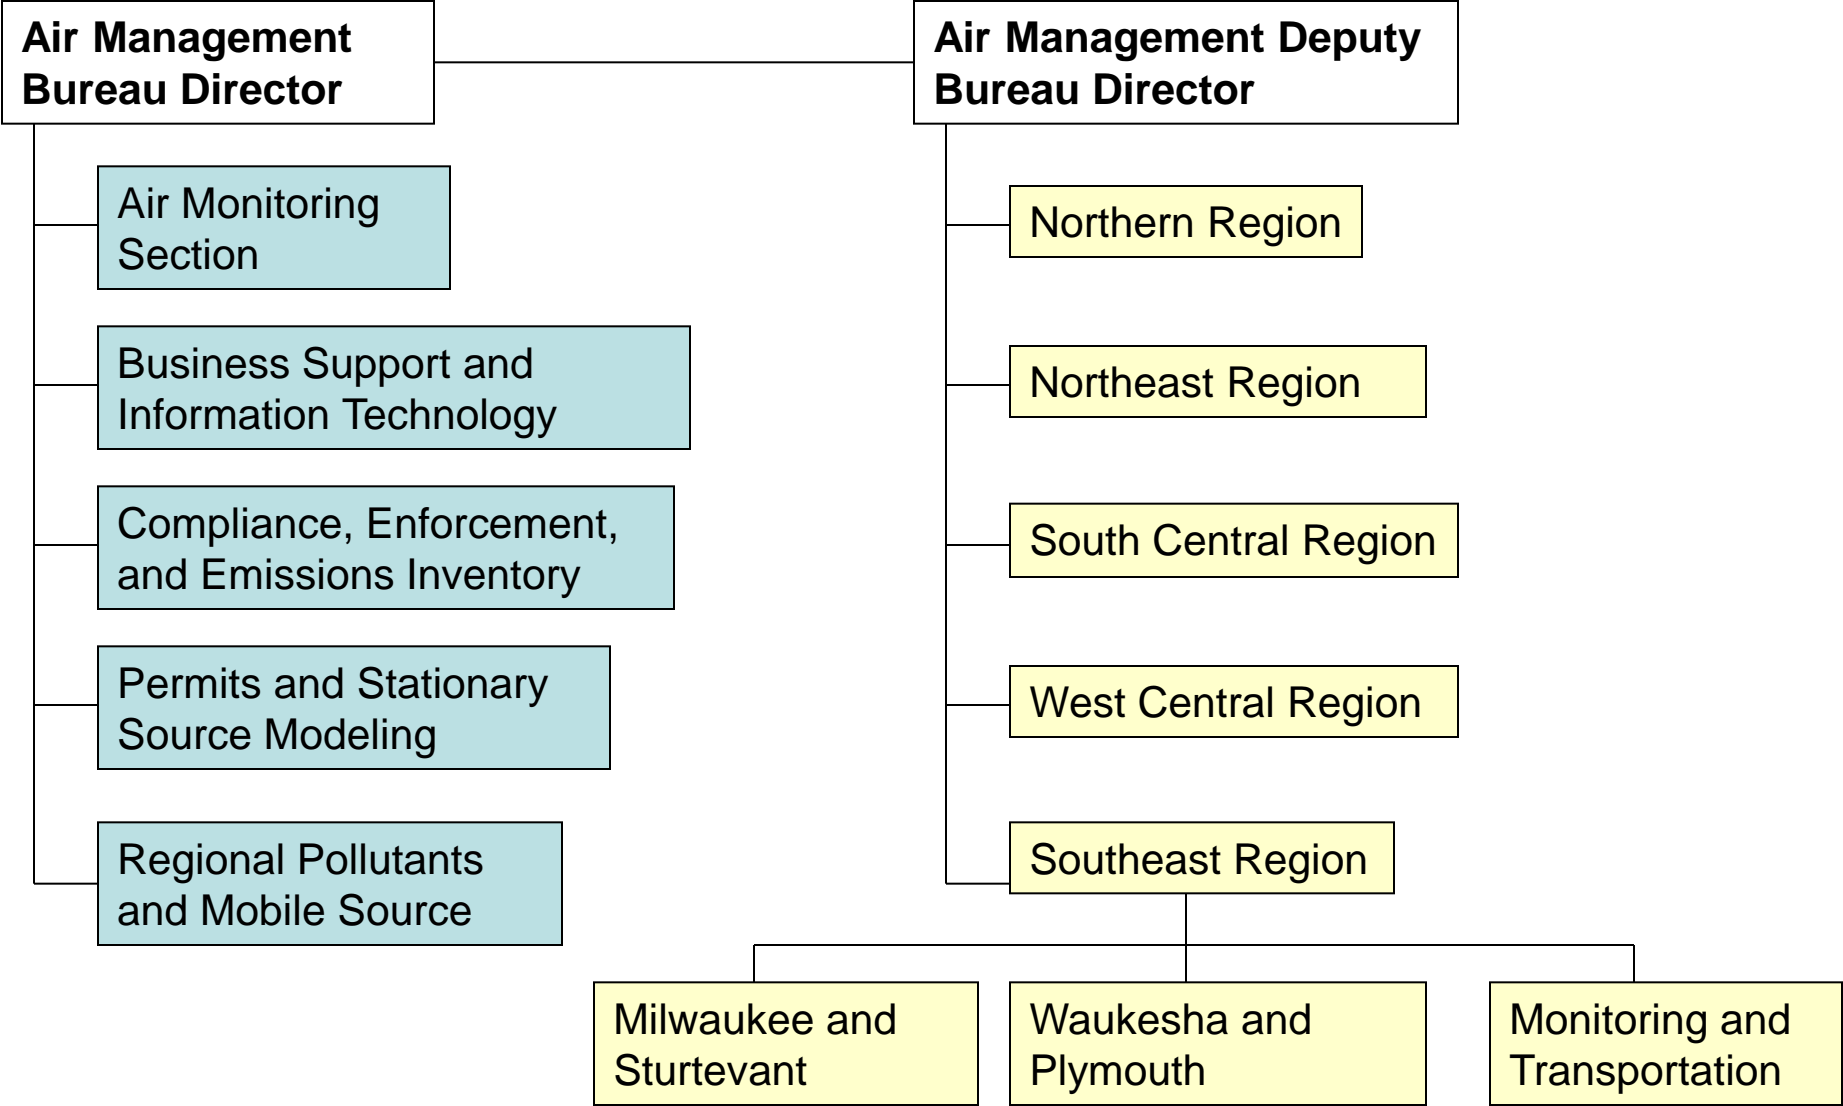 Air Management
Bureau Director
Air Management Deputy
Bureau Director
Air Monitoring
Section
Business Support and
Information Technology
Compliance, Enforcement,
and Emissions Inventory
Permits and Stationary
Source Modeling
Regional Pollutants
and Mobile Source
Northern Region
Northeast Region
South Central Region
West Central Region
Southeast Region
Milwaukee and
Sturtevant
Waukesha and
Plymouth
Monitoring and
Transportation